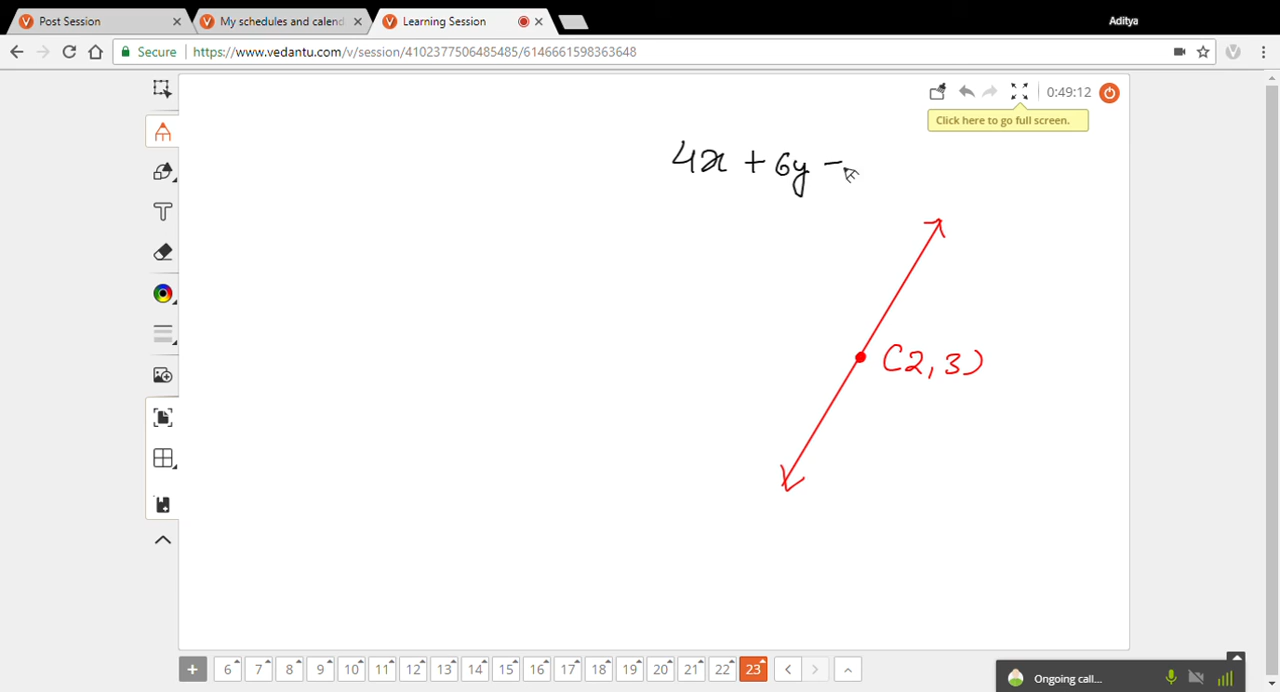 Post Session
My schedules and calend
Learning Session
Aditya
Secure
https://www.vedantu.com/v/session/4102377506485485/6146661598363648
0:49:12
Click here to go full screen.
4x + 6y -
(2, 3)
T
+ 6 7 8 9 10 11 12 13 14 15 16 17 18 19 20 21 22 23
Ongoing call...